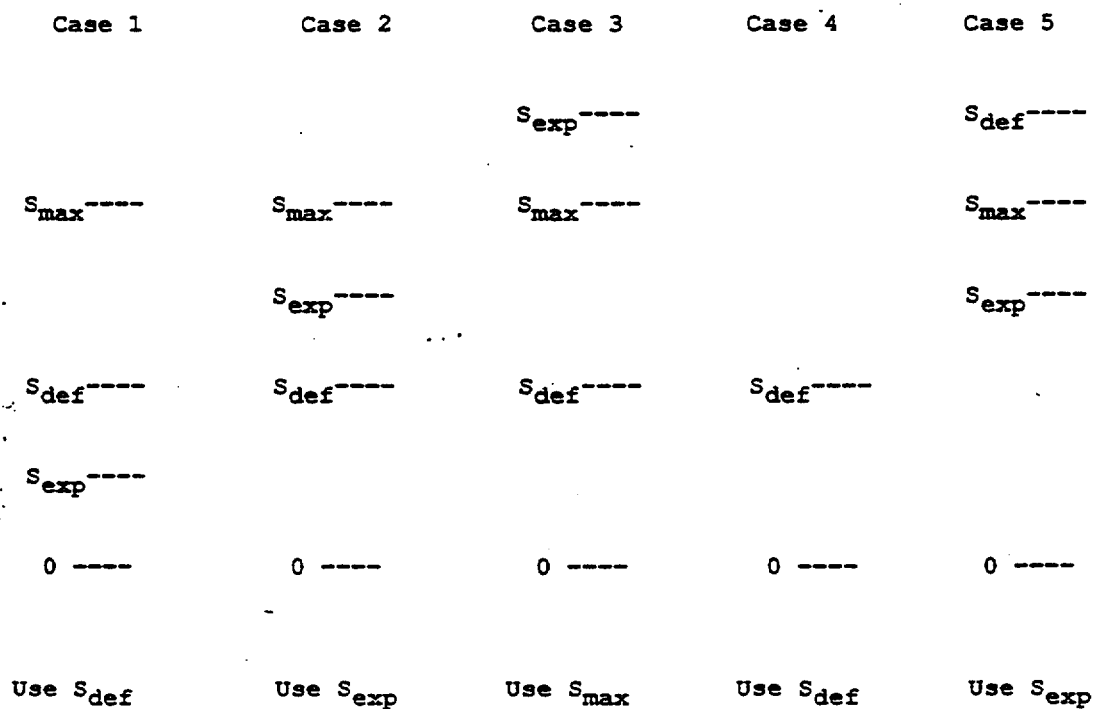 Case 1 Case 2 Case 3 Case 4 Case 5
S_exp---- S_def----
S_max---- S_max---- S_max---- S_max----
S_exp---- S_exp----
S_def---- S_def---- S_def---- S_def----
S_exp----
0 ---- 0 ---- 0 ---- 0 ---- 0 ----
Use S_def Use S_exp Use S_max Use S_def Use S_exp